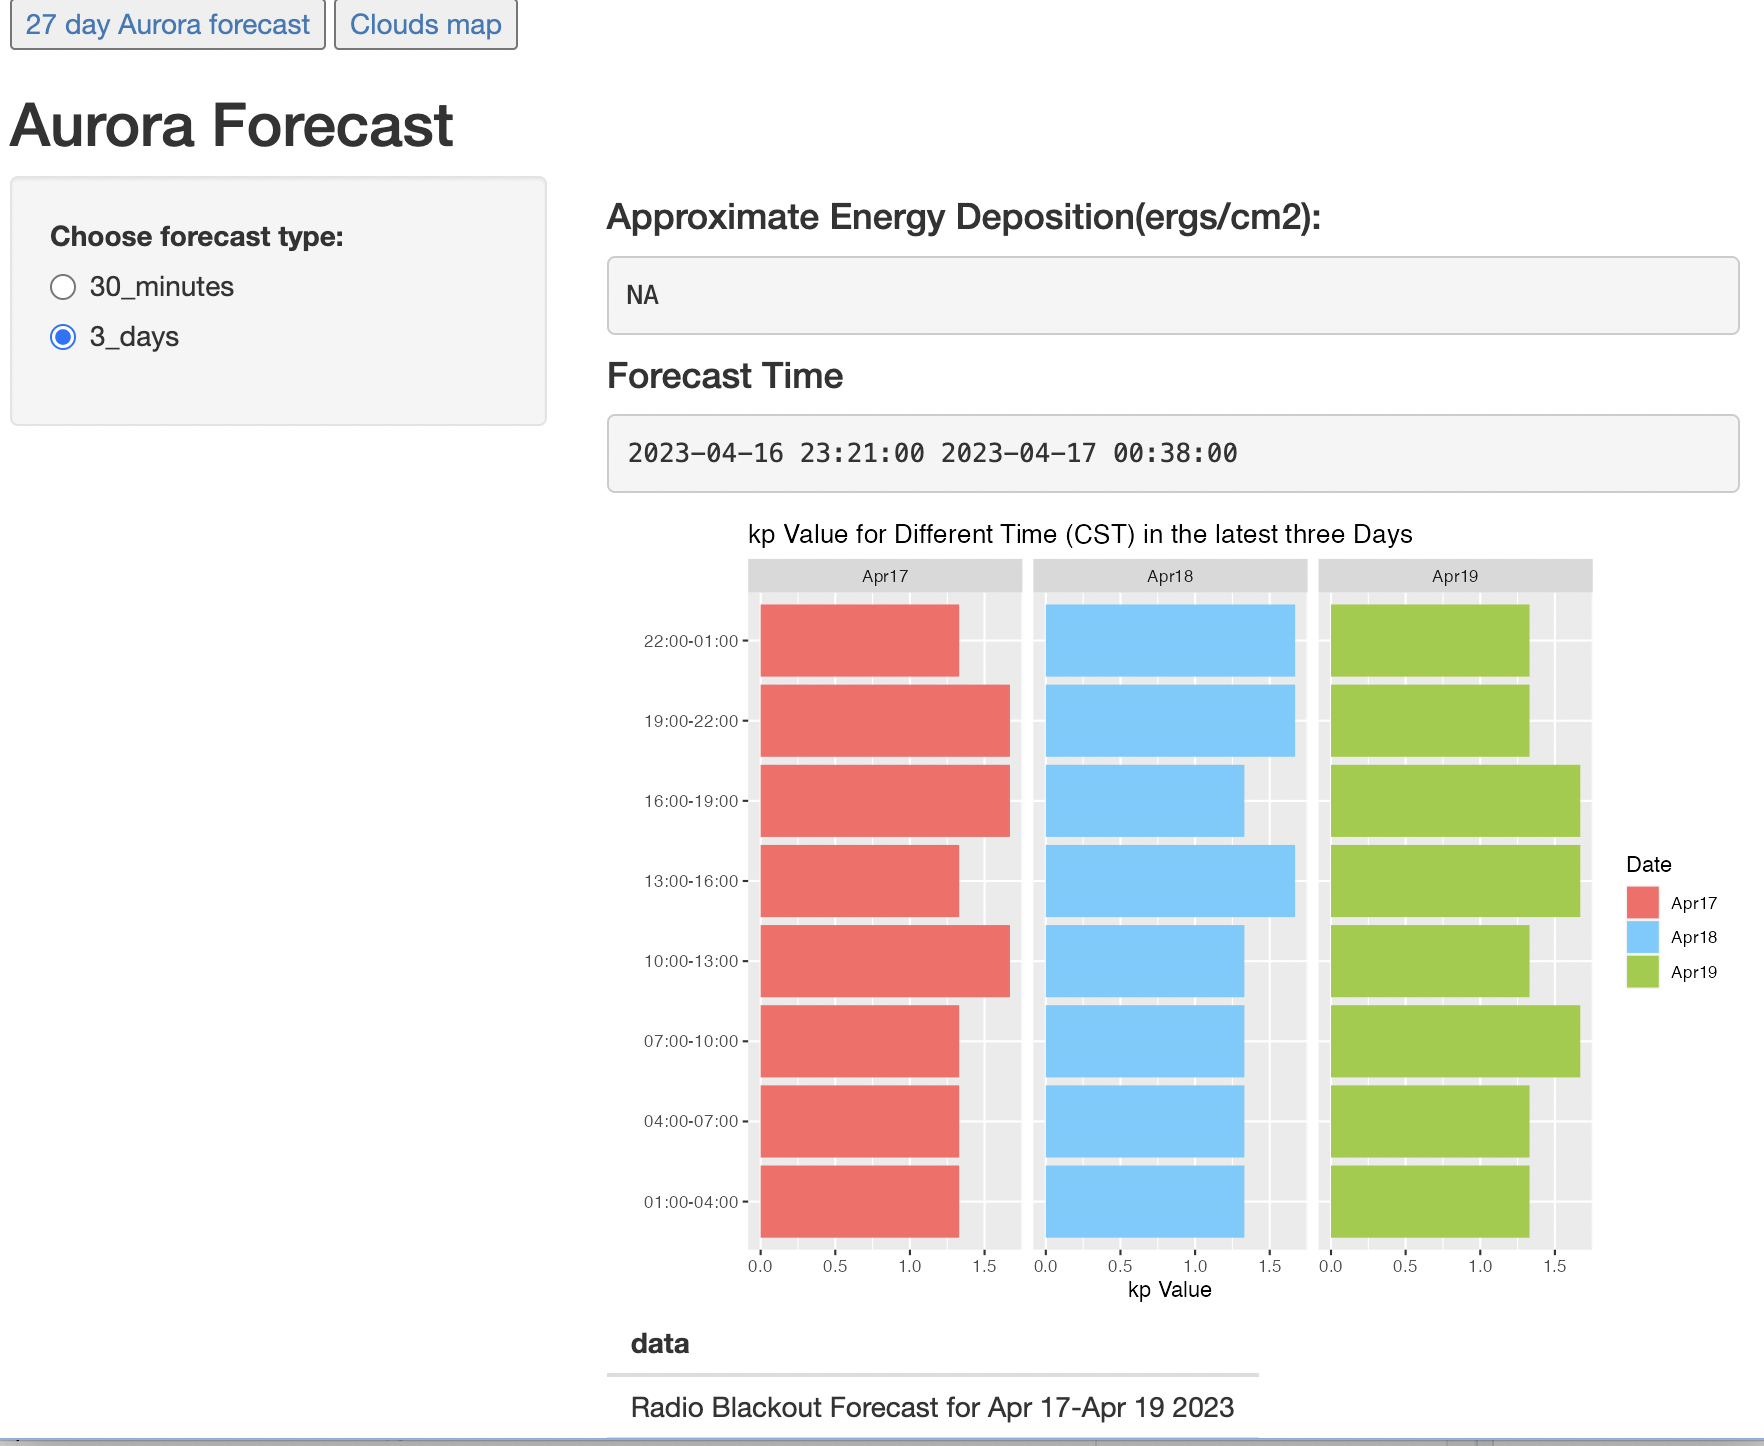 27 day Aurora forecast
Clouds map
Aurora Forecast
Choose forecast type:
30_minutes
3_days
Approximate Energy Deposition(ergs/cm2):
NA
Forecast Time
2023-04-16 23:21:00 2023-04-17 00:38:00
kp Value for Different Time (CST) in the latest three Days
Apr17 Apr18 Apr19
22:00-01:00
19:00-22:00
16:00-19:00
13:00-16:00
10:00-13:00
07:00-10:00
04:00-07:00
01:00-04:00
0.0 0.5 1.0 1.5 0.0 0.5 1.0 1.5 0.0 0.5 1.0 1.5
kp Value
Date
Apr17
Apr18
Apr19
data
Radio Blackout Forecast for Apr 17-Apr 19 2023